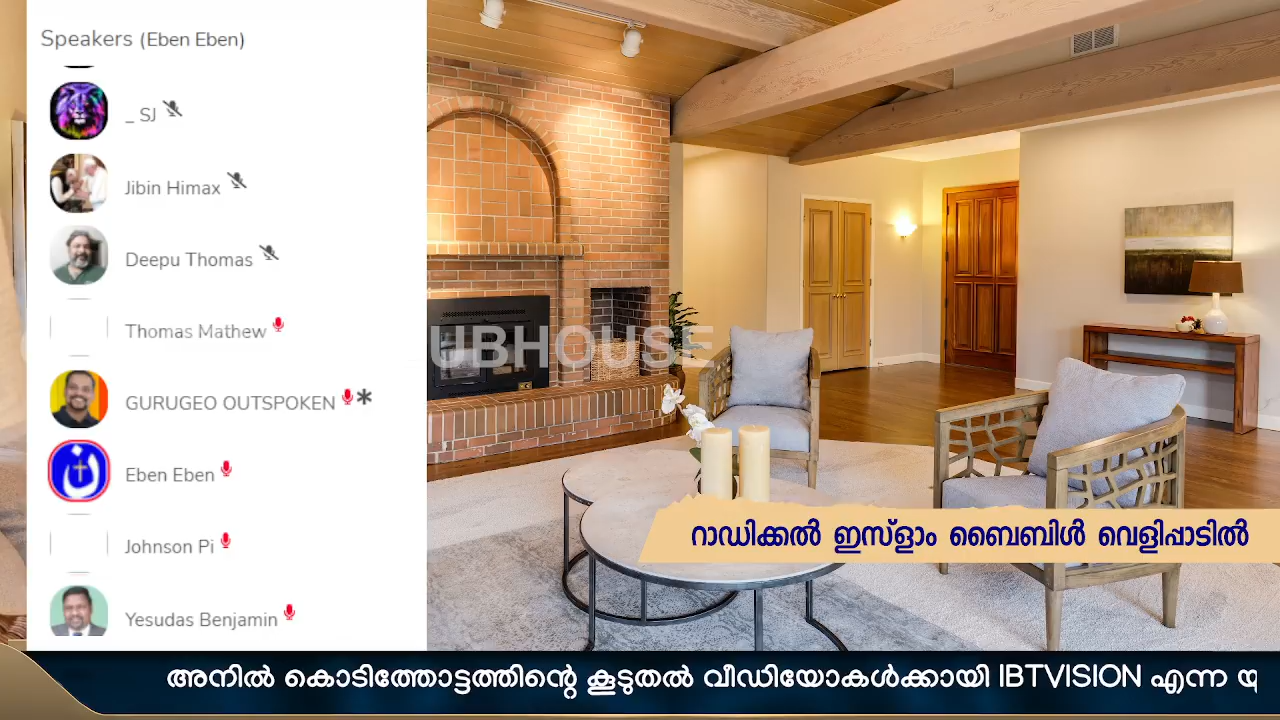 Speakers (Eben Eben)
_ SJ
Jibin Himax
Deepu Thomas
Thomas Mathew
GURUGEO OUTSPOKEN
Eben Eben
Johnson Pi
Yesudas Benjamin
UBHOUSE
റാഡിക്കൽ ഇസ്ളാം ബൈബിൾ വെളിപ്പാടിൽ
അനിൽ കൊടിത്തോട്ടത്തിന്റെ കൂടുതൽ വീഡിയോകൾക്കായി IBTVISION എന്ന